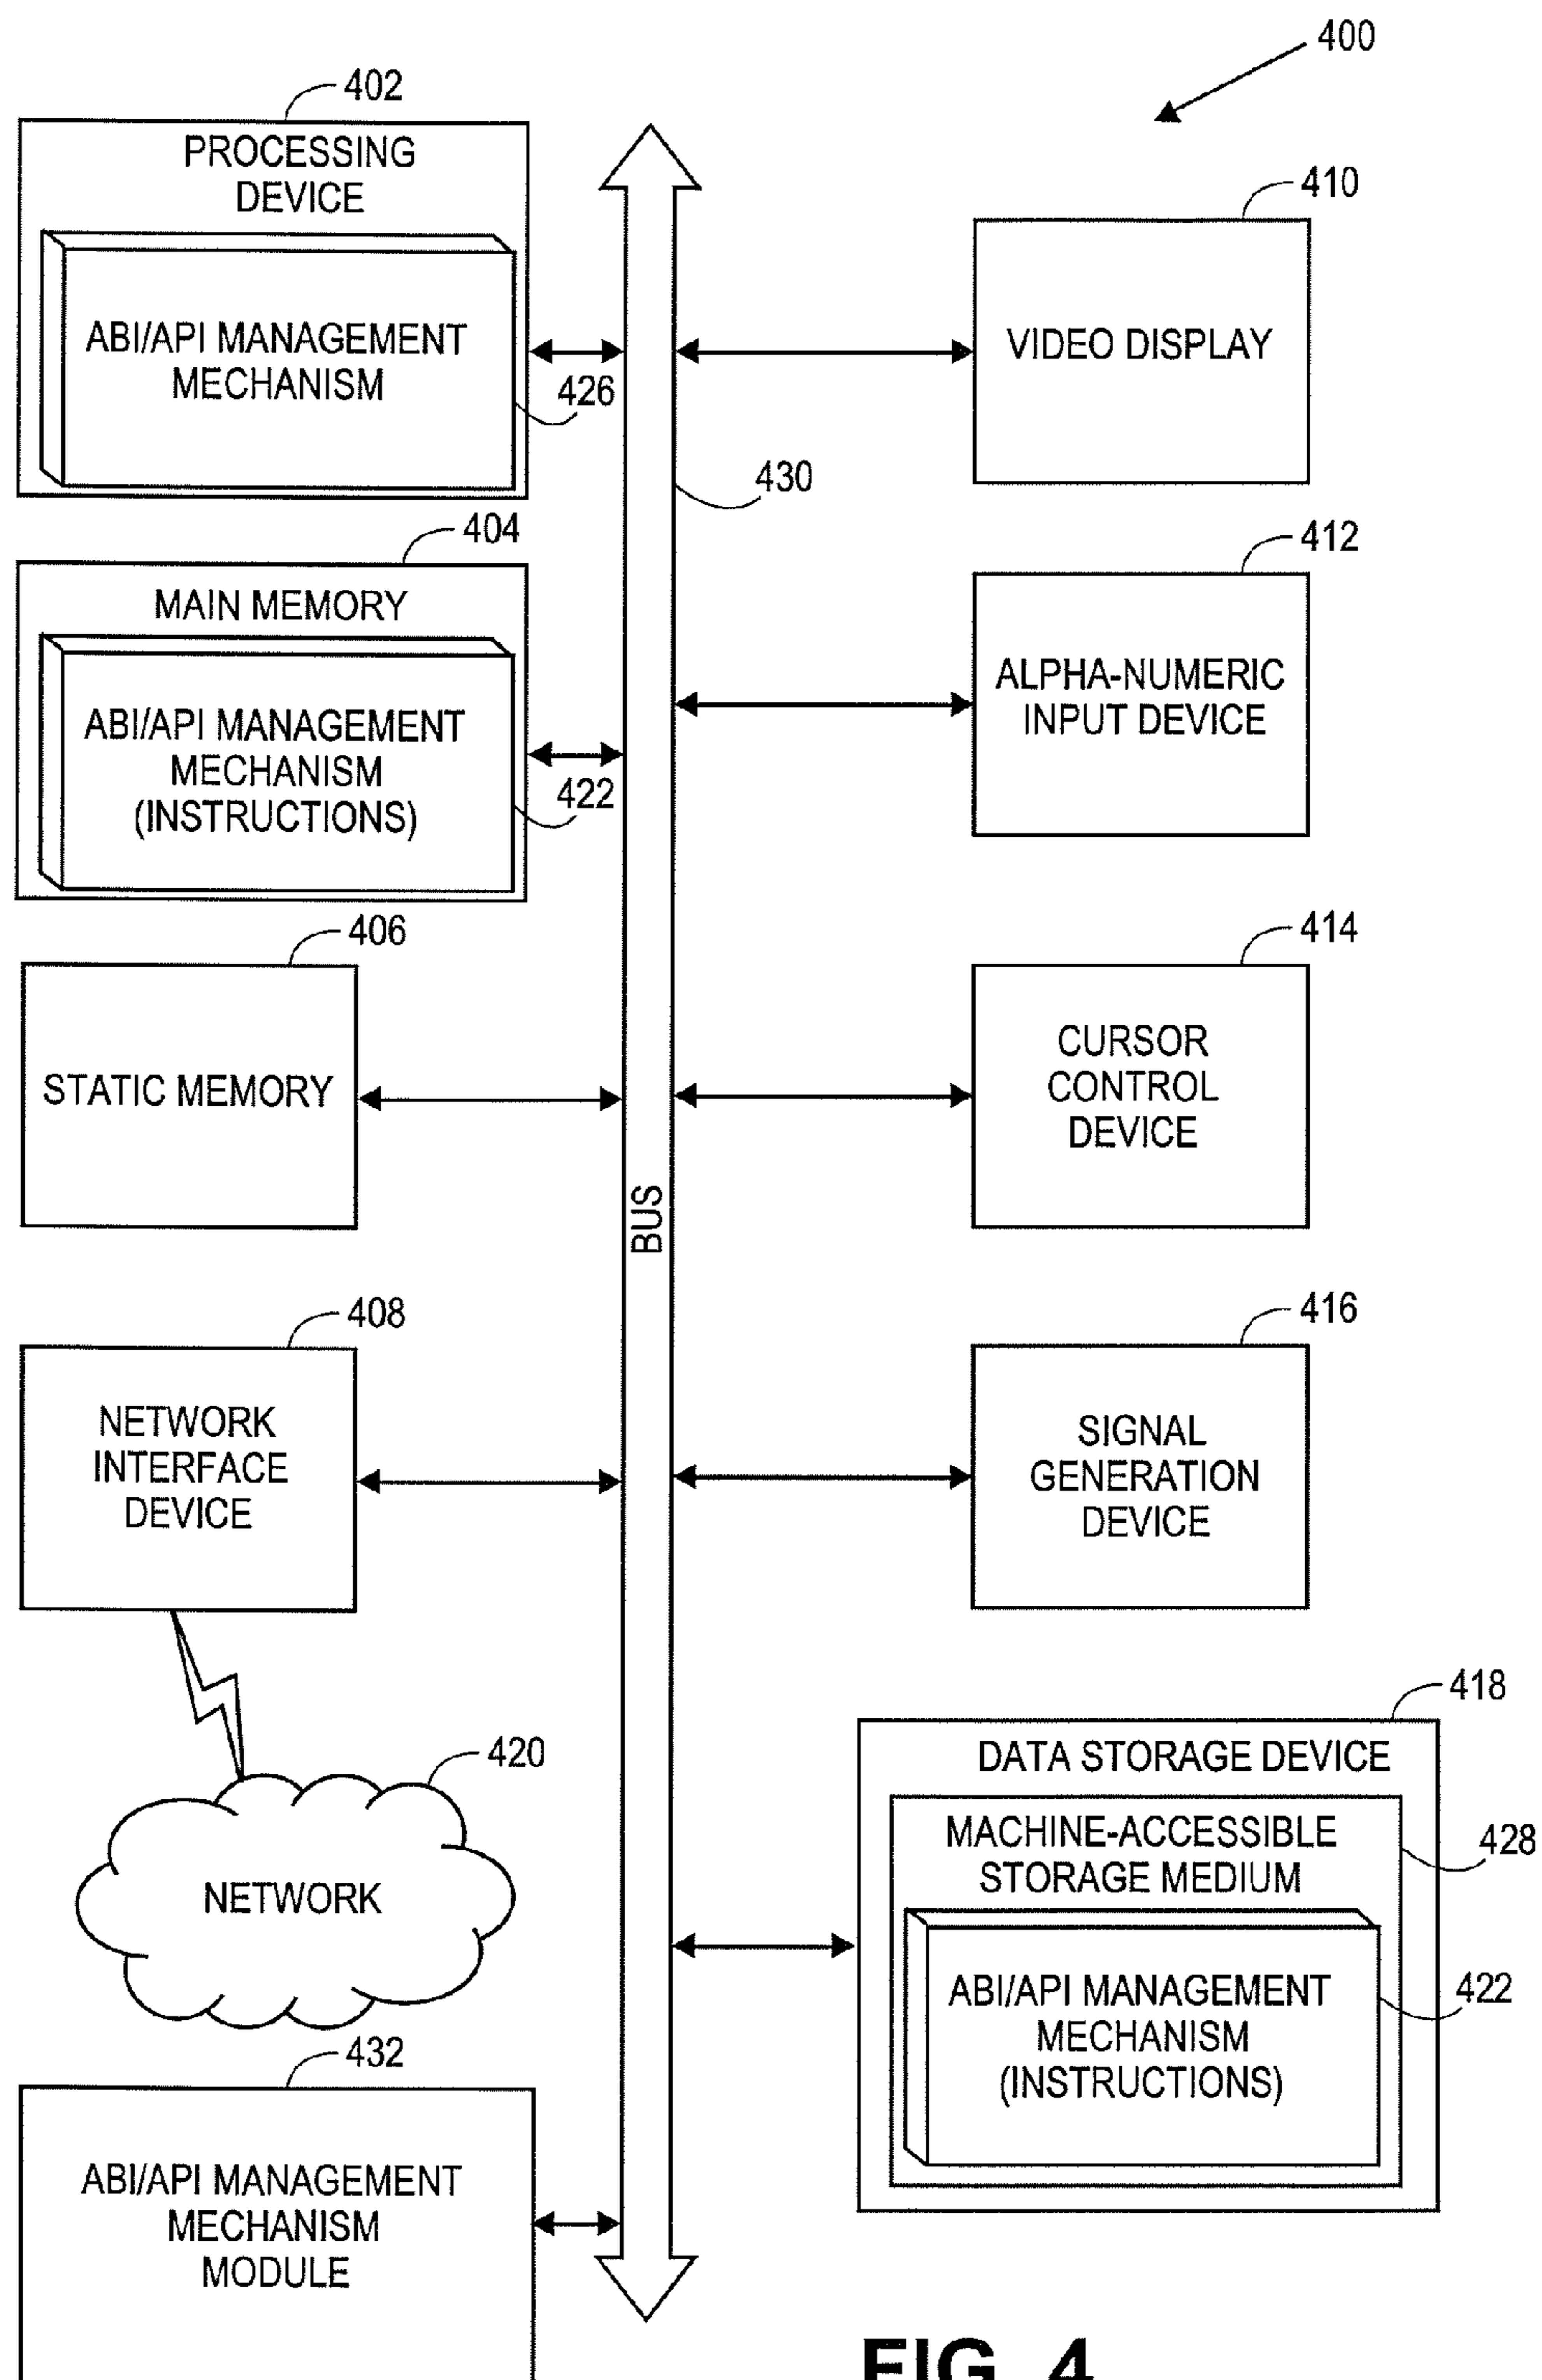 400
402
PROCESSING
DEVICE
ABI/API MANAGEMENT
MECHANISM
426
404
MAIN MEMORY
ABI/API MANAGEMENT
MECHANISM
(INSTRUCTIONS)
422
406
STATIC MEMORY
408
NETWORK
INTERFACE
DEVICE
420
NETWORK
432
ABI/API MANAGEMENT
MECHANISM
MODULE
430
BUS
410
VIDEO DISPLAY
412
ALPHA-NUMERIC
INPUT DEVICE
414
CURSOR
CONTROL
DEVICE
416
SIGNAL
GENERATION
DEVICE
418
DATA STORAGE DEVICE
MACHINE-ACCESSIBLE
STORAGE MEDIUM
428
ABI/API MANAGEMENT
MECHANISM
(INSTRUCTIONS)
422
FIG. 4